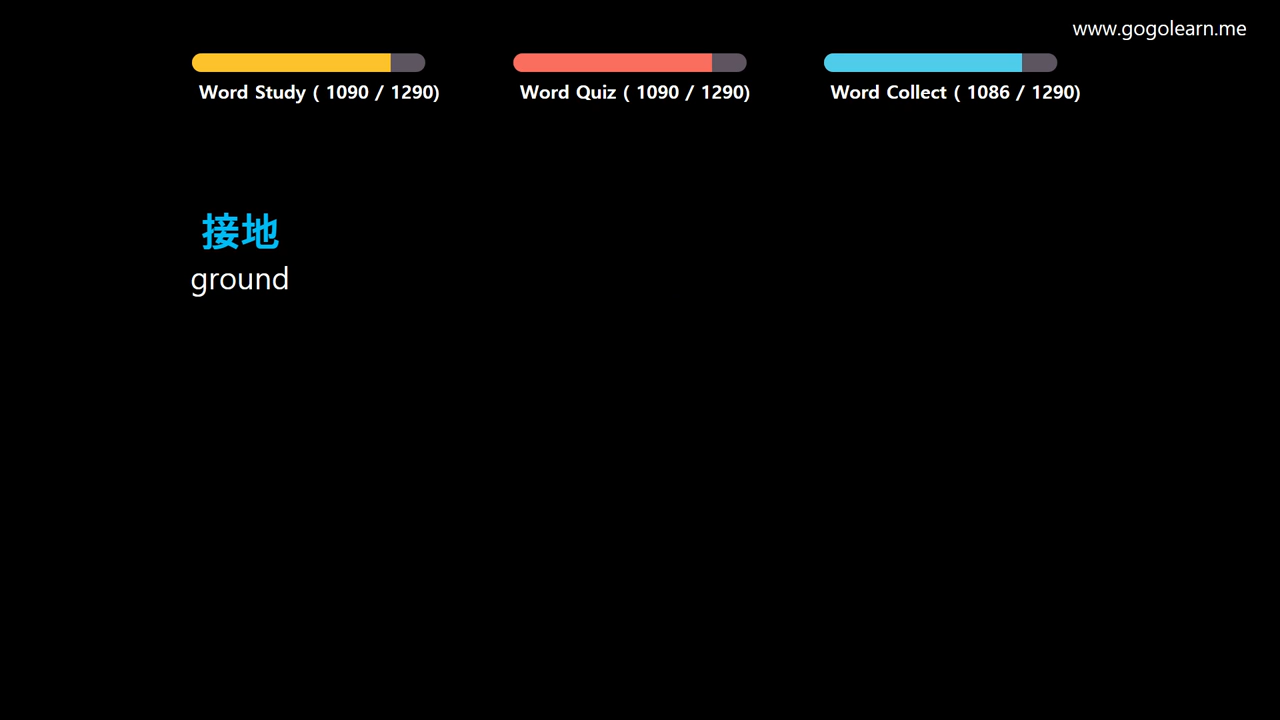 www.gogolearn.me
Word Study ( 1090 / 1290)
Word Quiz ( 1090 / 1290)
Word Collect ( 1086 / 1290)
接地
ground